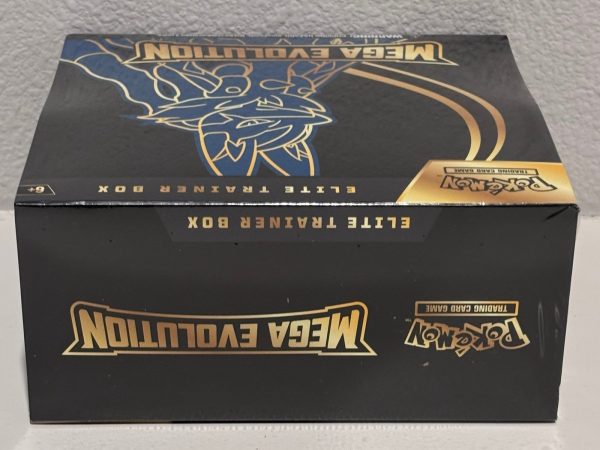 WARNING:
MEGA EVOLUTION
6+
ELITE TRAINER BOX
POKÉMON
TRADING CARD GAME
ELITE TRAINER BOX
MEGA EVOLUTION
POKÉMON
TRADING CARD GAME